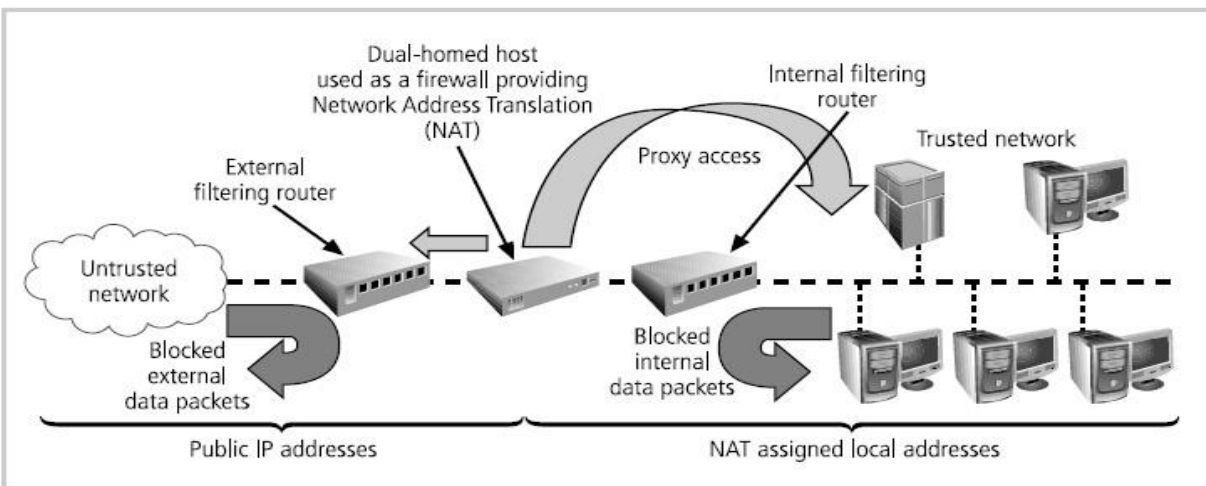 Dual-homed host
used as a firewall providing
Network Address Translation
(NAT)
Internal filtering
router
Trusted network
Proxy access
External
filtering router
Untrusted
network
Blocked
external
data packets
Blocked
internal
data packets
Public IP addresses
NAT assigned local addresses